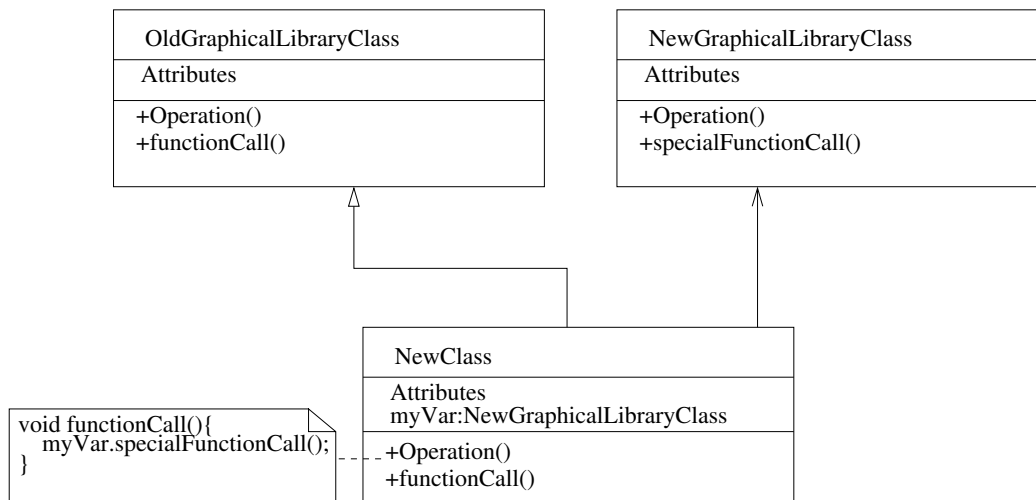 OldGraphicalLibraryClass
Attributes
+Operation()
+functionCall()
NewGraphicalLibraryClass
Attributes
+Operation()
+specialFunctionCall()
NewClass
Attributes
myVar:NewGraphicalLibraryClass
+Operation()
+functionCall()
void functionCall(){
myVar.specialFunctionCall();
}